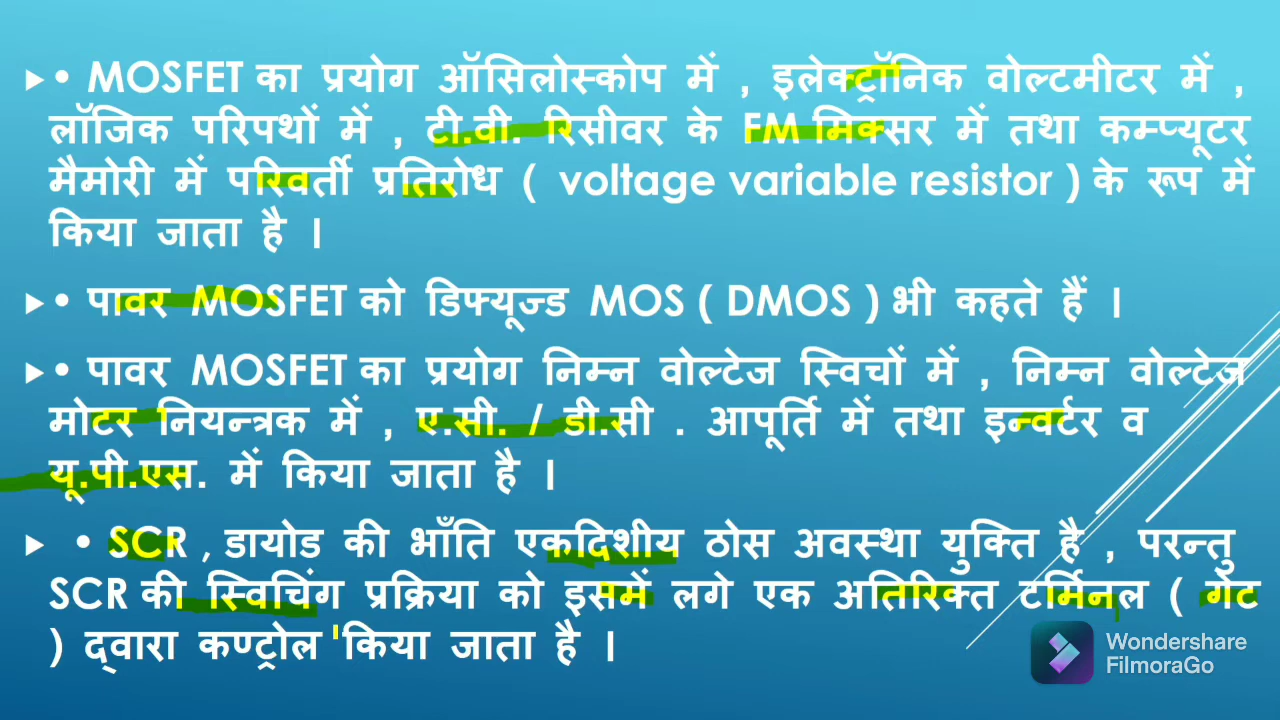 • MOSFET का प्रयोग ऑसिलोस्कोप में , इलेक्ट्रॉनिक वोल्टमीटर में ,
लॉजिक परिपथों में , टी.वी. रिसीवर के FM मिक्सर में तथा कम्प्यूटर
मैमोरी में परिवर्ती प्रतिरोध ( voltage variable resistor ) के रूप में
किया जाता है ।
• पावर MOSFET को डिफ्यूज्ड MOS ( DMOS ) भी कहते हैं ।
• पावर MOSFET का प्रयोग निम्न वोल्टेज स्विचों में , निम्न वोल्टेज
मोटर नियन्त्रक में , ए.सी. / डी.सी . आपूर्ति में तथा इन्वर्टर व
यू.पी.एस. में किया जाता है ।
• SCR , डायोड की भाँति एकदिशीय ठोस अवस्था युक्ति है , परन्तु
SCR की स्विचिंग प्रक्रिया को इसमें लगे एक अतिरिक्त टर्मिनल ( गेट
) द्वारा कण्ट्रोल किया जाता है ।
Wondershare
FilmoraGo